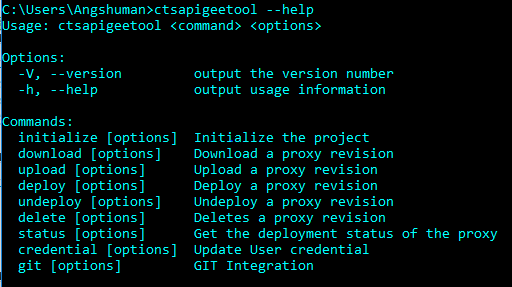 C:\Users\Angshuman>ctsapigeetool --help
Usage: ctsapigeetool <command> <options>

Options:
  -V, --version         output the version number
  -h, --help            output usage information

Commands:
  initialize [options]  Initialize the project
  download [options]    Download a proxy revision
  upload [options]      Upload a proxy revision
  deploy [options]      Deploy a proxy revision
  undeploy [options]    Undeploy a proxy revision
  delete [options]      Deletes a proxy revision
  status [options]      Get the deployment status of the proxy
  credential [options]  Update User credential
  git [options]         GIT Integration